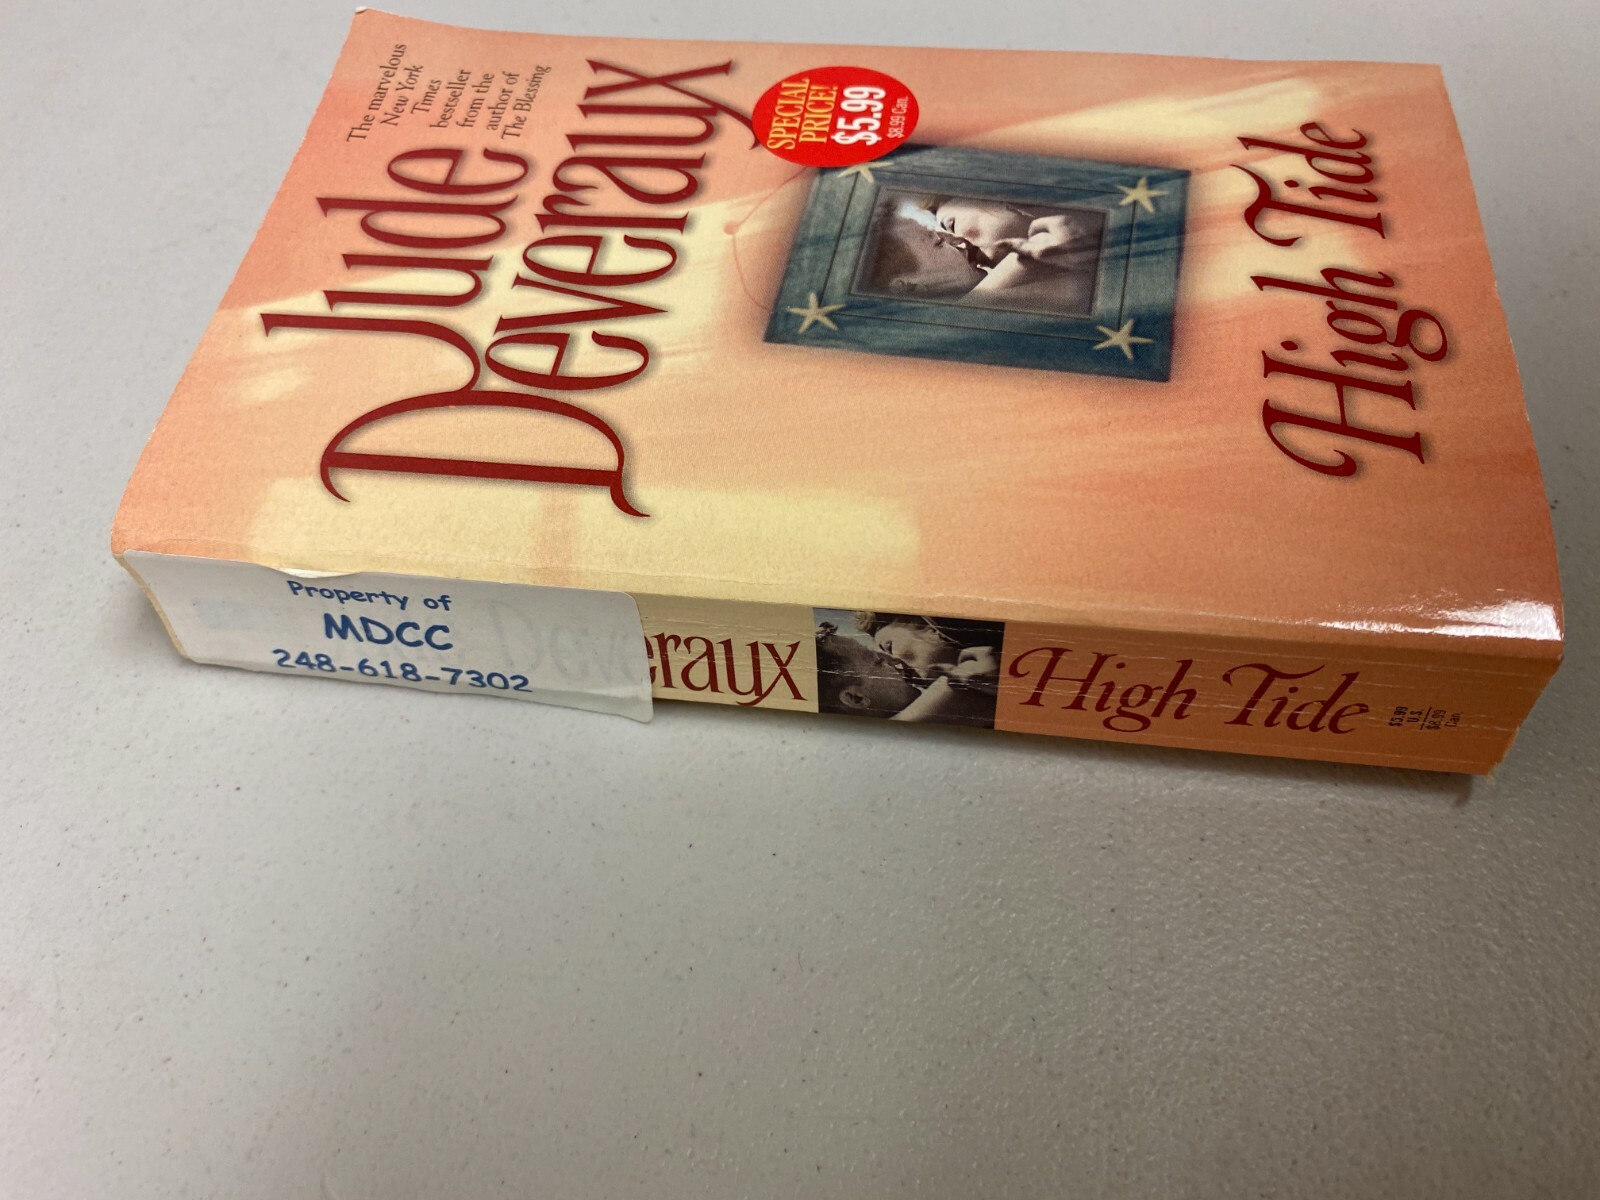 The marvelous
New York
Times
bestseller
from the
author of
The Blessing
Jude
Deveraux
SPECIAL
PRICE!
$5.99
$8.99 Can.
High Tide
Property of
MDCC
248-618-7302
Deveraux
High Tide
$5.99
U.S.
$8.99
Can.